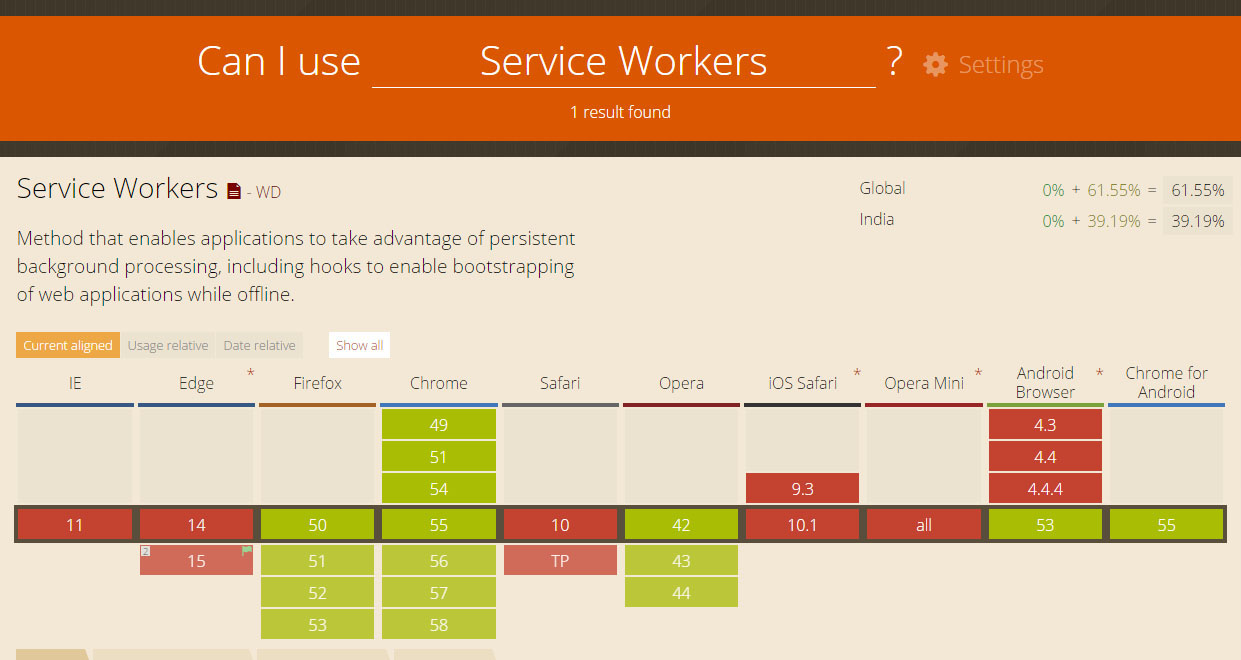 Can I use Service Workers ? Settings
1 result found
Service Workers - WD
Global 0% + 61.55% = 61.55%
India 0% + 39.19% = 39.19%
Method that enables applications to take advantage of persistent
background processing, including hooks to enable bootstrapping
of web applications while offline.
Current aligned Usage relative Date relative Show all
IE Edge * Firefox Chrome Safari Opera iOS Safari * Opera Mini * Android Browser * Chrome for Android
49 4.3
51 4.4
54 9.3 4.4.4
11 14 50 55 10 42 10.1 all 53 55
2 15 51 56 TP 43
52 57 44
53 58